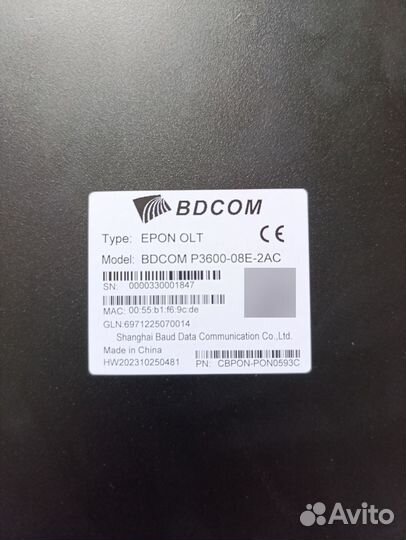 BDCOM
Type: EPON OLT CE
Model: BDCOM P3600-08E-2AC
SN: 0000330001847
MAC: 00:55:b1:f6:9c:de
GLN:6971225070014
Shanghai Baud Data Communication Co.,Ltd.
Made in China
HW202310250481 PN: CBPON-PON0593C
Avito